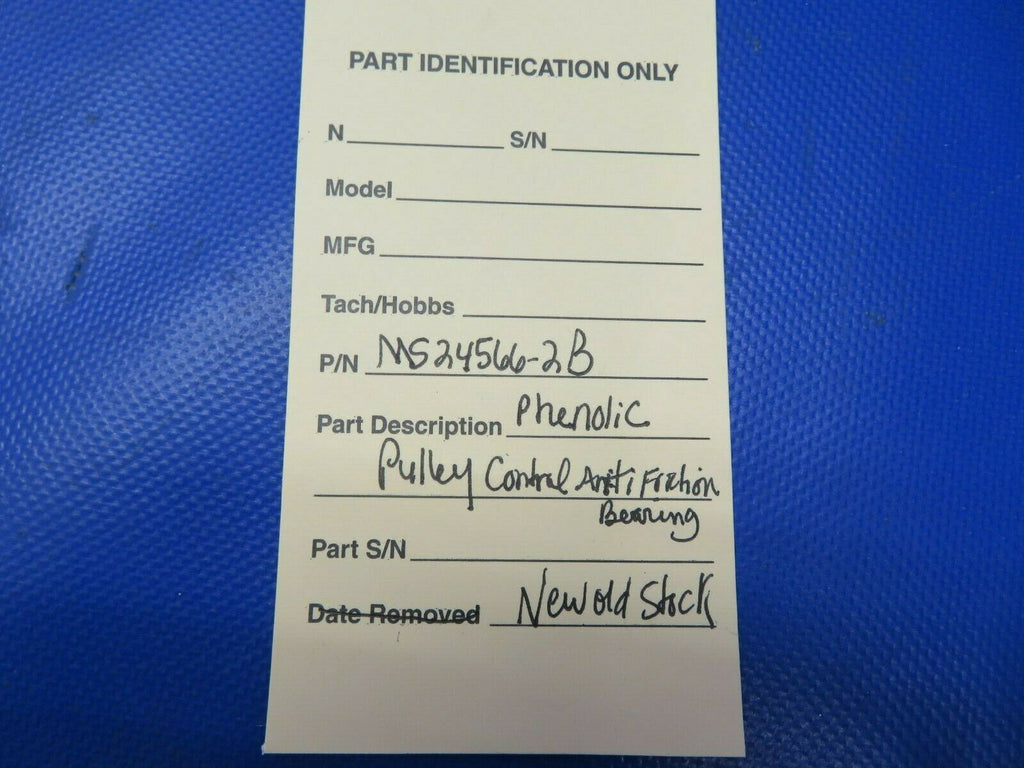 PART IDENTIFICATION ONLY
N S/N
Model
MFG
Tach/Hobbs
P/N MS24566-2B
Part Description Phenolic
Pulley Control Anti Friction
Bearing
Part S/N
Date Removed New old Stock